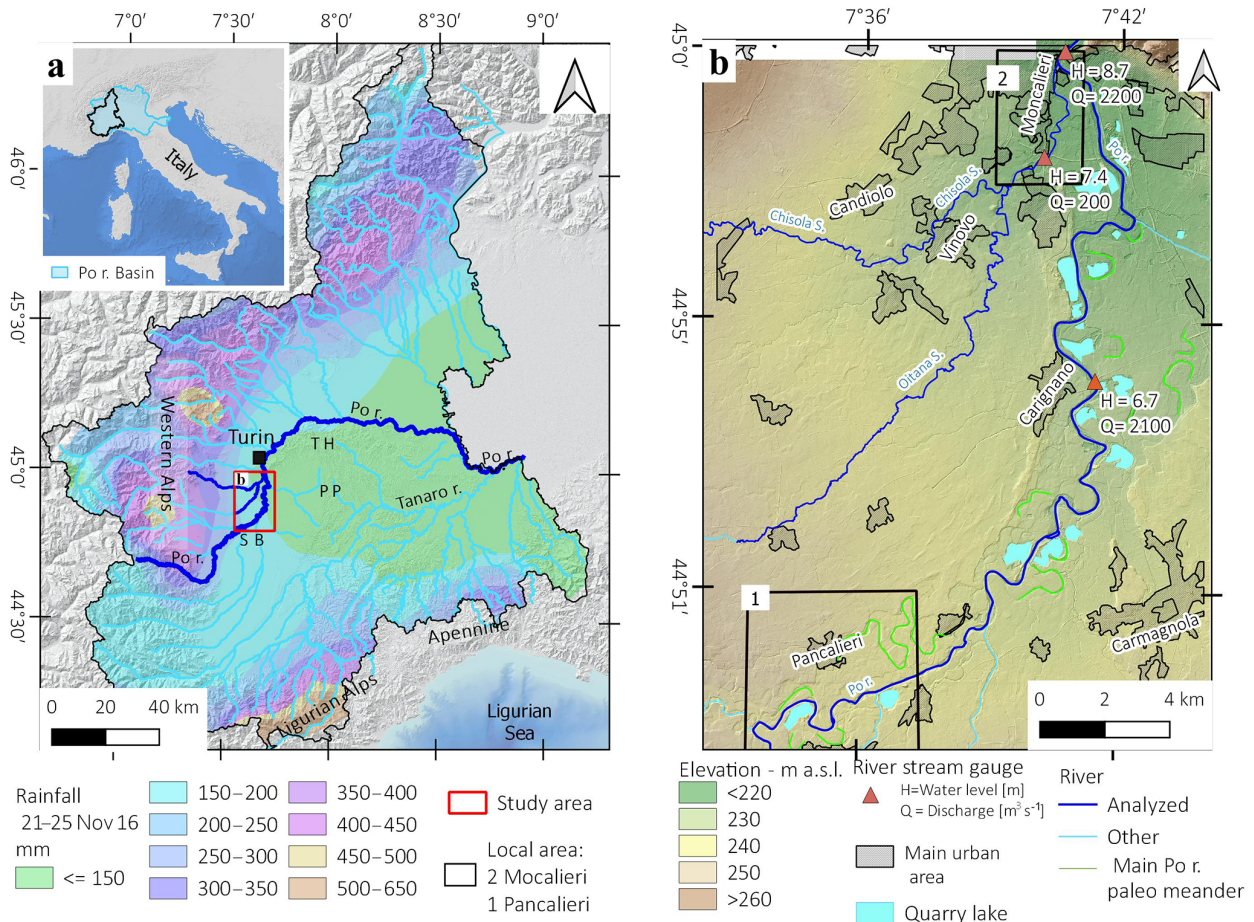 7°0′ 7°30′ 8°0′ 8°30′ 9°0′
a
Italy
Po r. Basin
46°0′
45°30′
45°0′
44°30′
Western Alps
Turin
Po r.
T H
Po r.
b
P P
Tanaro r.
S B
Po r.
Apennine
Ligurian Alps
Ligurian
Sea
0 20 40 km
Rainfall
21–25 Nov 16
mm
<= 150
150–200
200–250
250–300
300–350
350–400
400–450
450–500
500–650
Study area
Local area:
2 Mocalieri
1 Pancalieri
7°36′ 7°42′
45°0′
44°55′
44°51′
b
2
Moncalieri
H = 8.7
Q= 2200
Po r.
H = 7.4
Q= 200
Candiolo
Chisola S.
Chisola S.
Vinovo
Oitana S.
Carignano
H = 6.7
Q= 2100
1
Pancalieri
Po r.
Carmagnola
0 2 4 km
Elevation - m a.s.l.
<220
230
240
250
>260
River stream gauge
H=Water level [m]
Q = Discharge [m³ s⁻¹]
Main urban
area
Quarry lake
River
Analyzed
Other
Main Po r.
paleo meander